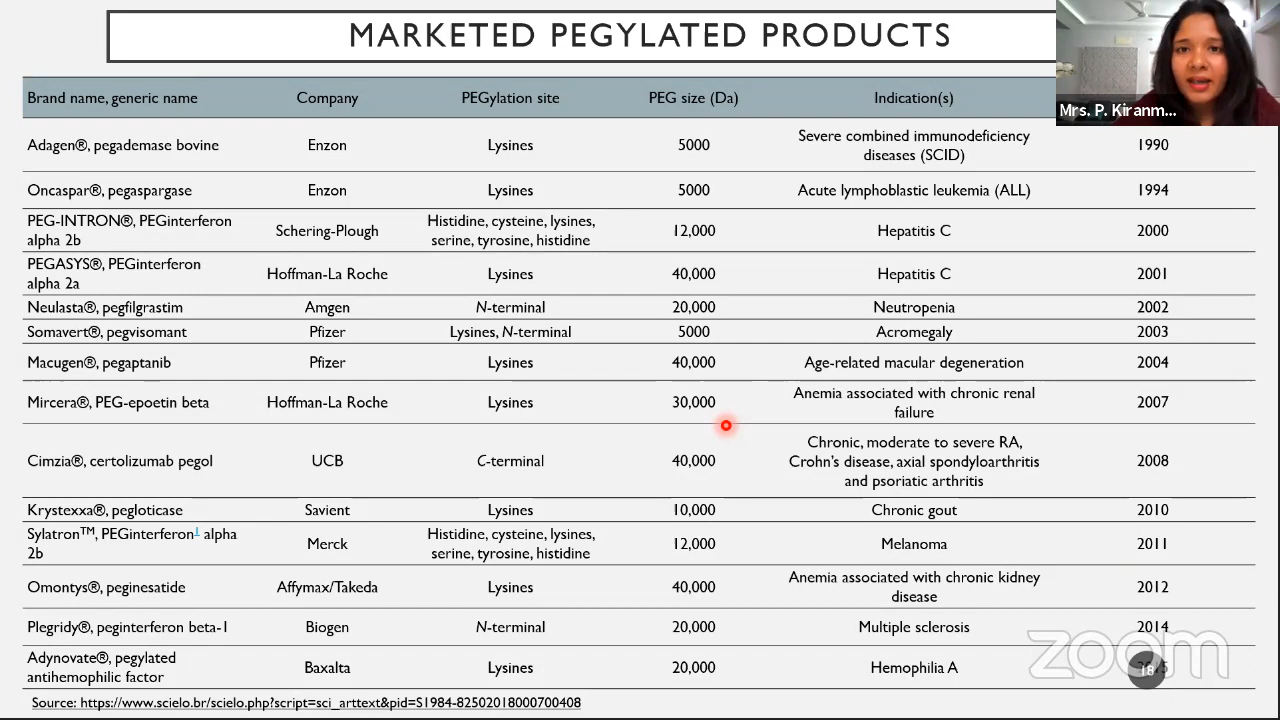 MARKETED PEGYLATED PRODUCTS
Mrs. P. Kiranm...
Brand name, generic name Company PEGylation site PEG size (Da) Indication(s)
Adagen®, pegademase bovine Enzon Lysines 5000 Severe combined immunodeficiency
diseases (SCID) 1990
Oncaspar®, pegaspargase Enzon Lysines 5000 Acute lymphoblastic leukemia (ALL) 1994
PEG-INTRON®, PEGinterferon
alpha 2b Schering-Plough Histidine, cysteine, lysines,
serine, tyrosine, histidine 12,000 Hepatitis C 2000
PEGASYS®, PEGinterferon
alpha 2a Hoffman-La Roche Lysines 40,000 Hepatitis C 2001
Neulasta®, pegfilgrastim Amgen N-terminal 20,000 Neutropenia 2002
Somavert®, pegvisomant Pfizer Lysines, N-terminal 5000 Acromegaly 2003
Macugen®, pegaptanib Pfizer Lysines 40,000 Age-related macular degeneration 2004
Mircera®, PEG-epoetin beta Hoffman-La Roche Lysines 30,000 Anemia associated with chronic renal
failure 2007
Cimzia®, certolizumab pegol UCB C-terminal 40,000 Chronic, moderate to severe RA,
Crohn's disease, axial spondyloarthritis
and psoriatic arthritis 2008
Krystexxa®, pegloticase Savient Lysines 10,000 Chronic gout 2010
Sylatron™, PEGinterferon1 alpha
2b Merck Histidine, cysteine, lysines,
serine, tyrosine, histidine 12,000 Melanoma 2011
Omontys®, peginesatide Affymax/Takeda Lysines 40,000 Anemia associated with chronic kidney
disease 2012
Plegridy®, peginterferon beta-1 Biogen N-terminal 20,000 Multiple sclerosis 2014
Adynovate®, pegylated
antihemophilic factor Baxalta Lysines 20,000 Hemophilia A
zoom
18
Source: https://www.scielo.br/scielo.php?script=sci_arttext&pid=S1984-82502018000700408